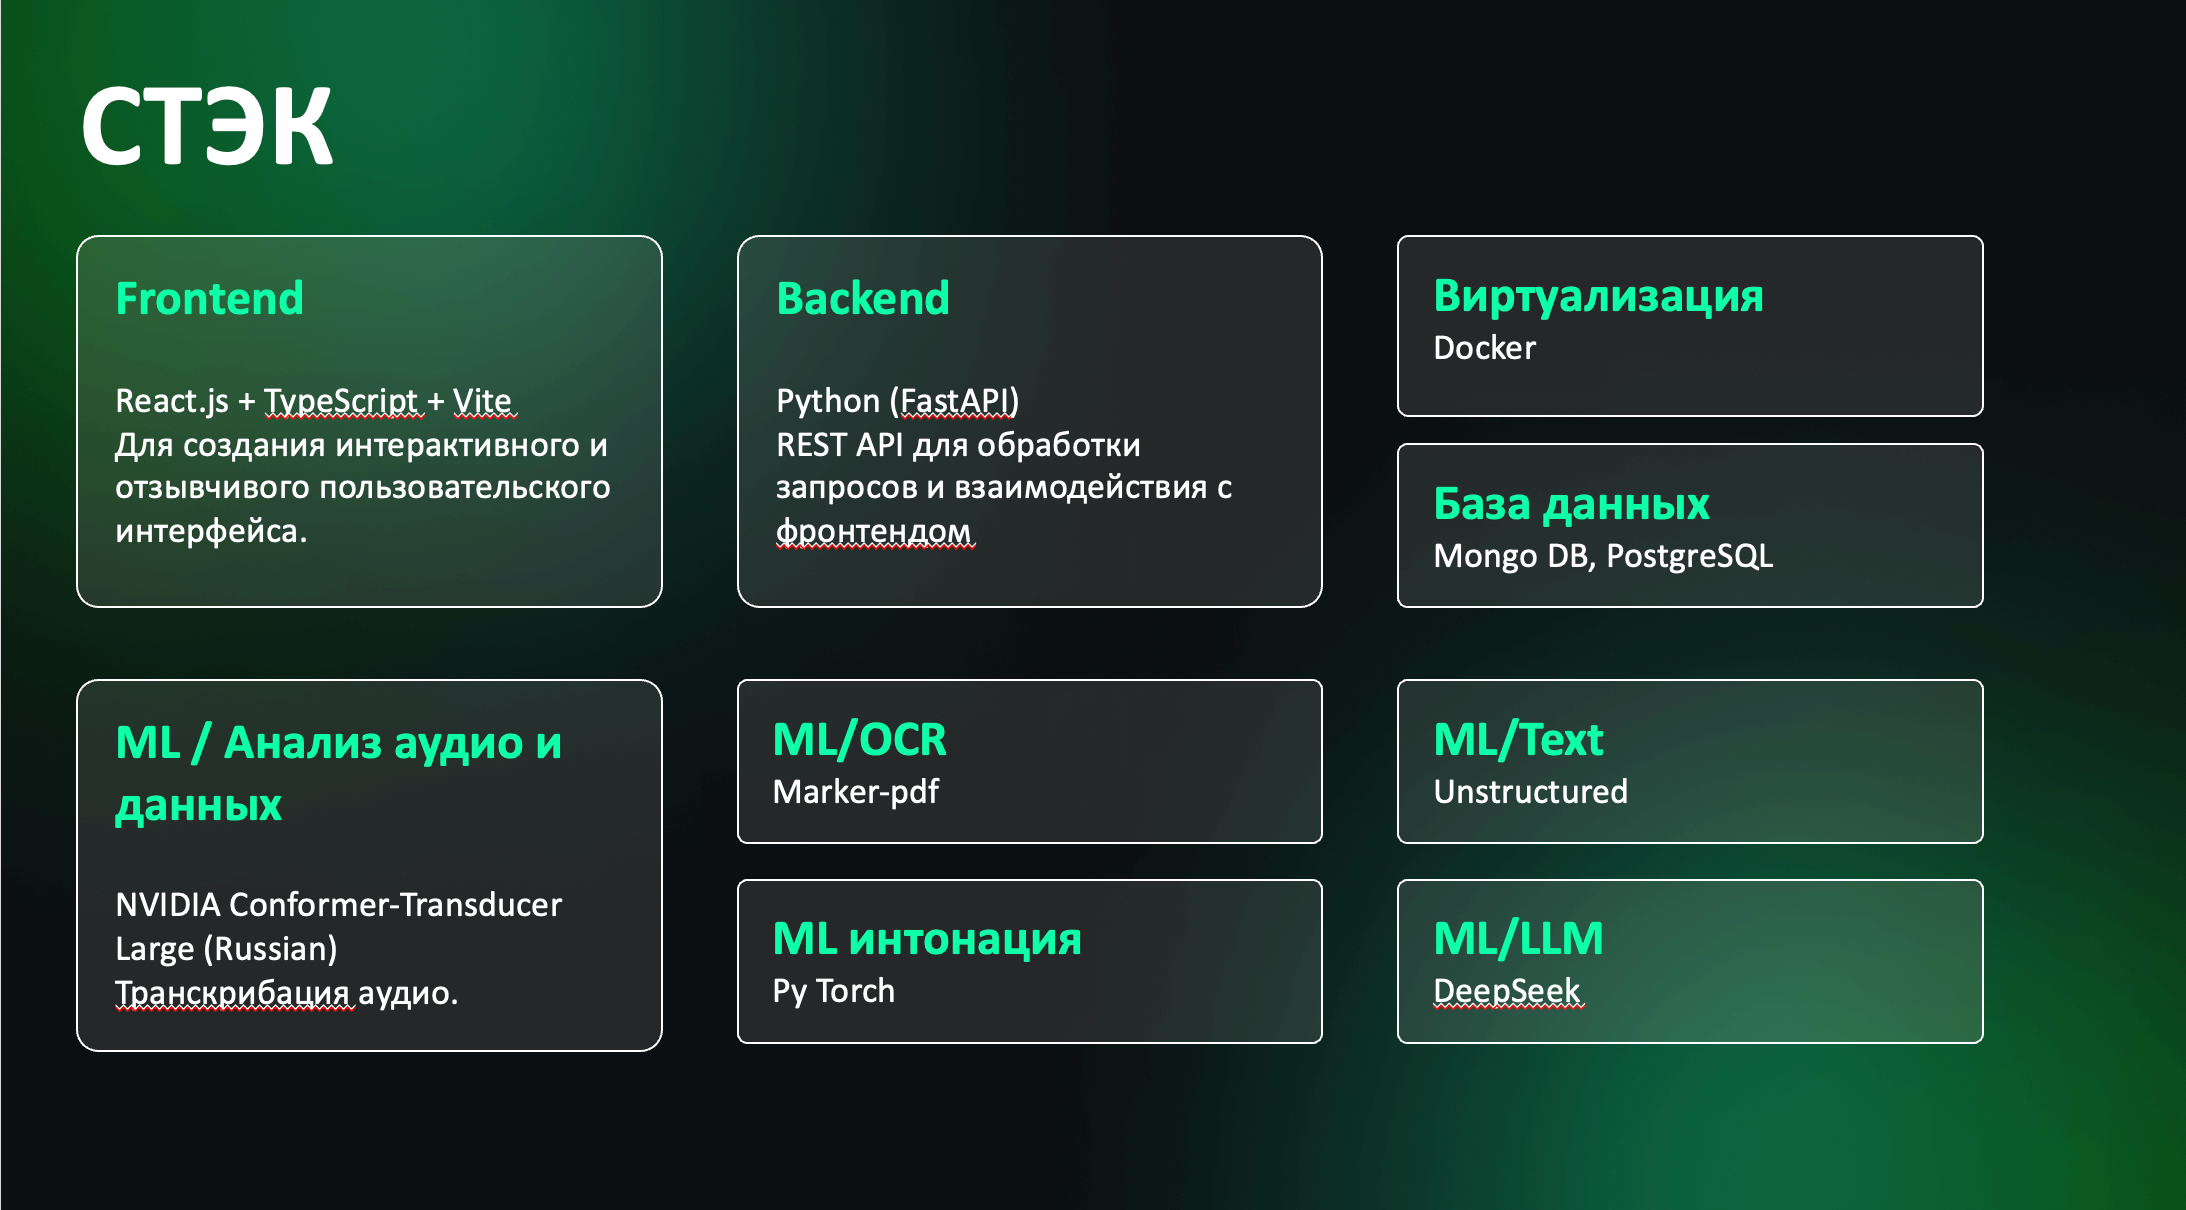 СТЭК
Frontend
React.js + TypeScript + Vite
Для создания интерактивного и
отзывчивого пользовательского
интерфейса.
Backend
Python (FastAPI)
REST API для обработки
запросов и взаимодействия с
фронтендом
Виртуализация
Docker
База данных
Mongo DB, PostgreSQL
ML / Анализ аудио и
данных
NVIDIA Conformer-Transducer
Large (Russian)
Транскрибация аудио.
ML/OCR
Marker-pdf
ML интонация
Py Torch
ML/Text
Unstructured
ML/LLM
DeepSeek